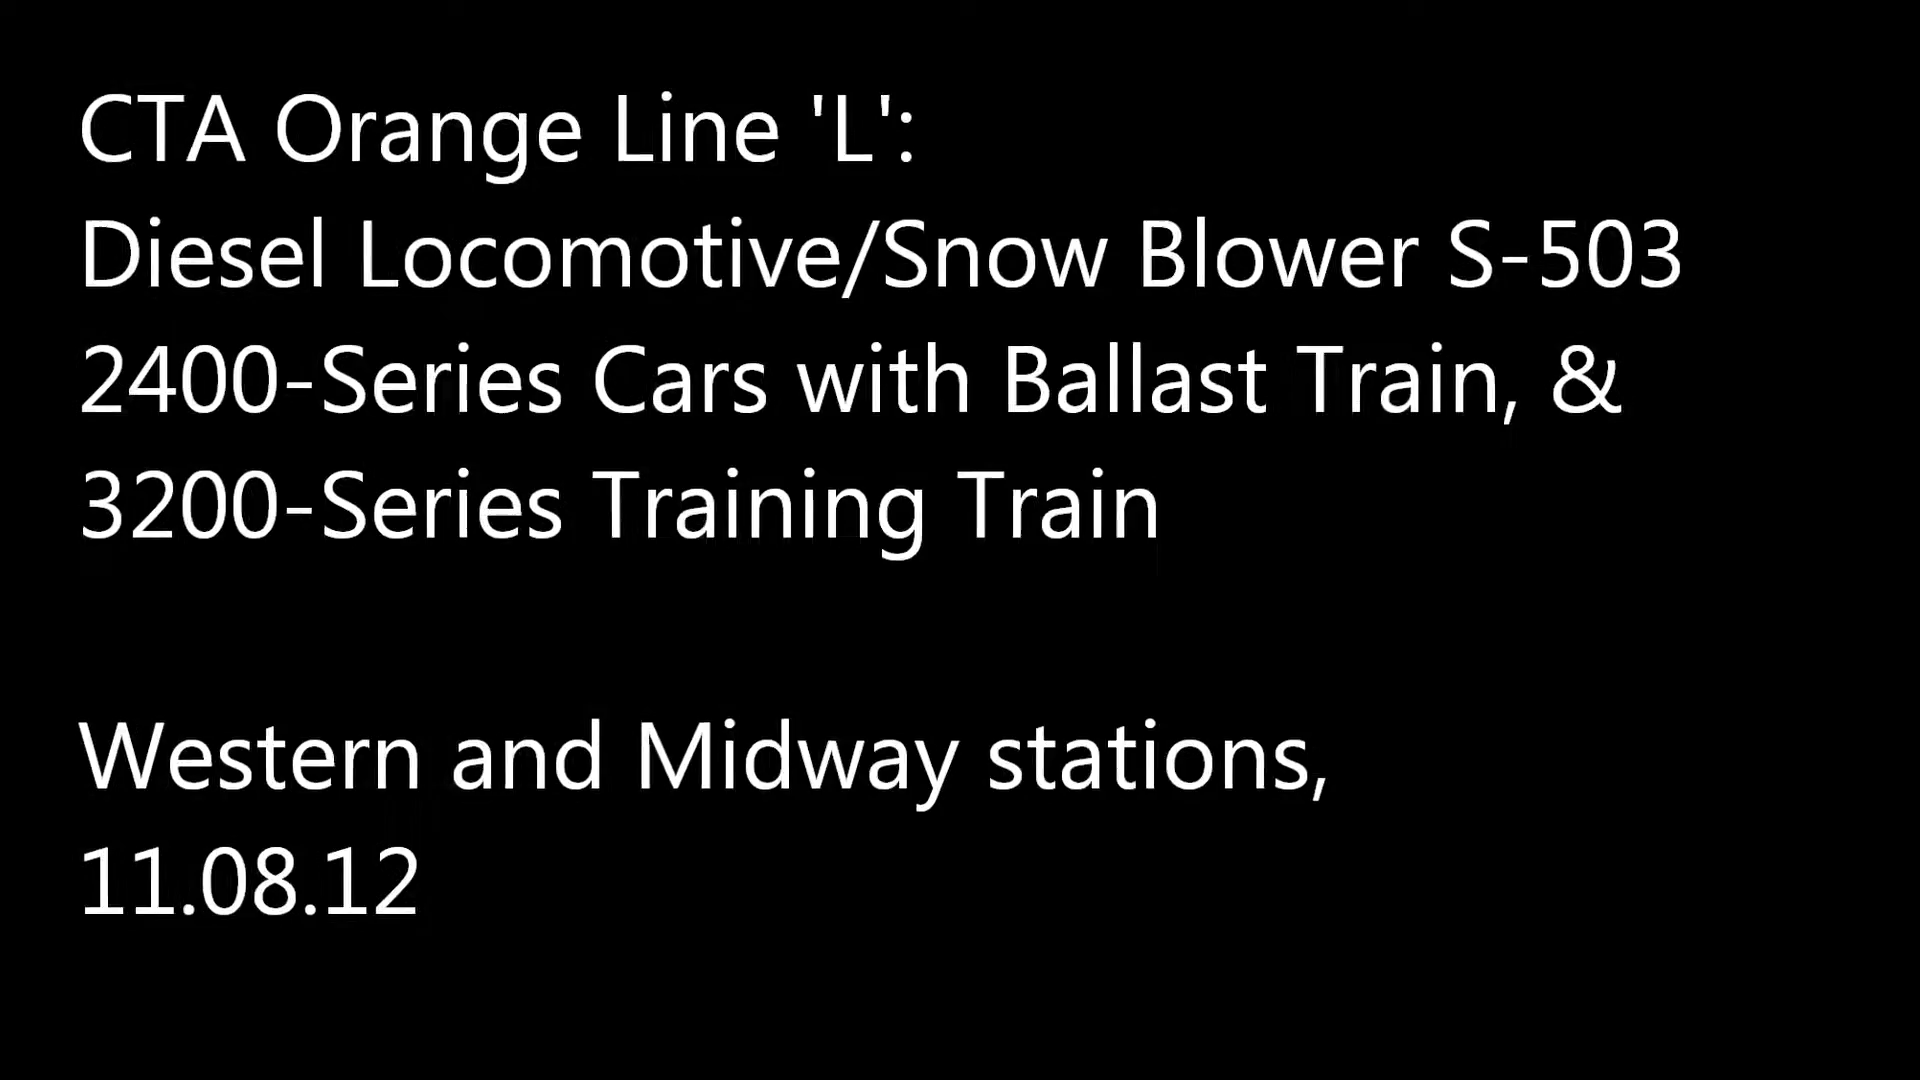 CTA Orange Line 'L':
Diesel Locomotive/Snow Blower S-503
2400-Series Cars with Ballast Train, &
3200-Series Training Train
Western and Midway stations,
11.08.12